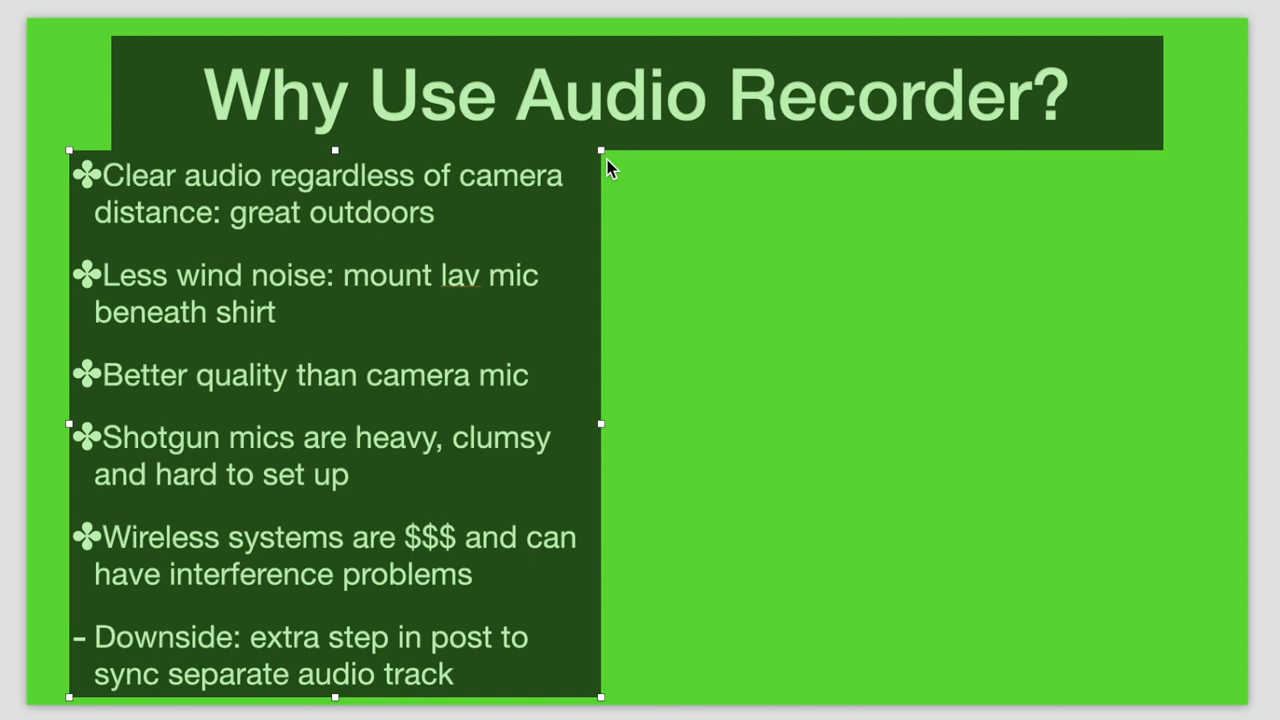 Why Use Audio Recorder?
✤Clear audio regardless of camera
distance: great outdoors
✤Less wind noise: mount lav mic
beneath shirt
✤Better quality than camera mic
✤Shotgun mics are heavy, clumsy
and hard to set up
✤Wireless systems are $$$ and can
have interference problems
– Downside: extra step in post to
sync separate audio track